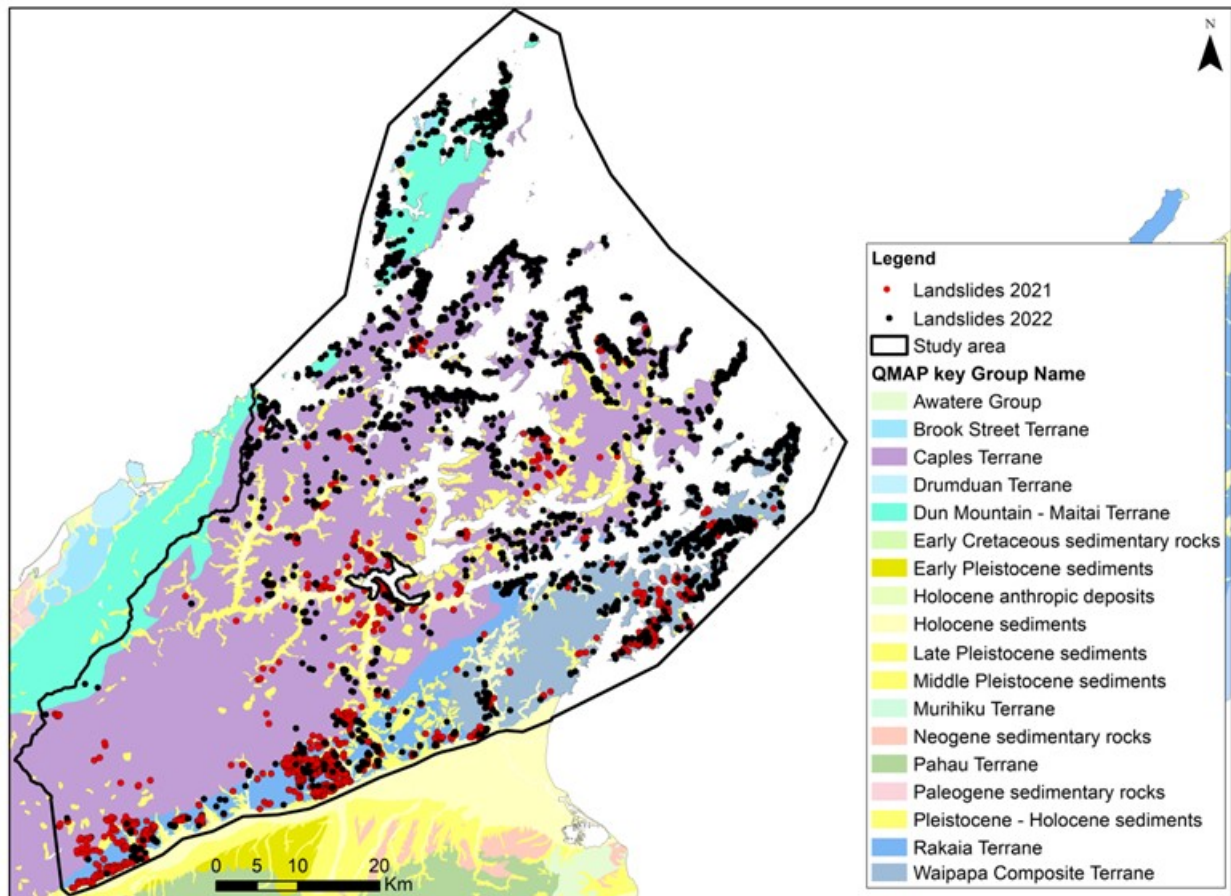 N
Legend
Landslides 2021
Landslides 2022
Study area
QMAP key Group Name
Awatere Group
Brook Street Terrane
Caples Terrane
Drumduan Terrane
Dun Mountain - Maitai Terrane
Early Cretaceous sedimentary rocks
Early Pleistocene sediments
Holocene anthropic deposits
Holocene sediments
Late Pleistocene sediments
Middle Pleistocene sediments
Murihiku Terrane
Neogene sedimentary rocks
Pahau Terrane
Paleogene sedimentary rocks
Pleistocene - Holocene sediments
Rakaia Terrane
Waipapa Composite Terrane
0 5 10 20
Km